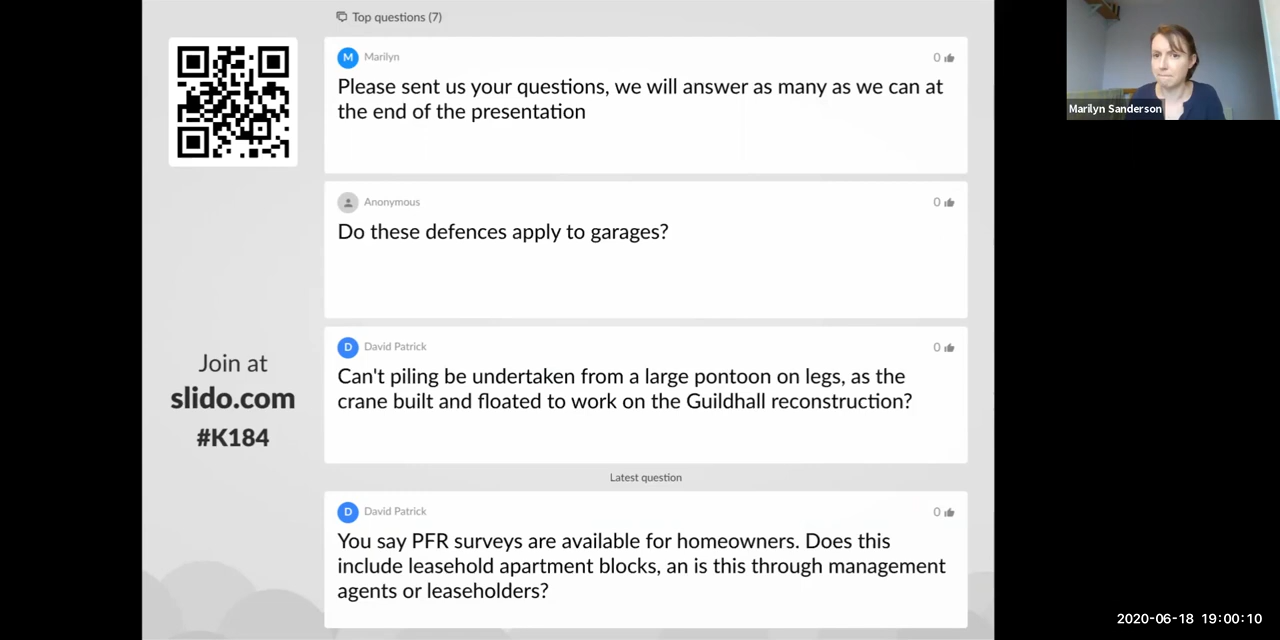 Top questions (7)
M Marilyn 0
Please sent us your questions, we will answer as many as we can at
the end of the presentation
Anonymous 0
Do these defences apply to garages?
D David Patrick 0
Can't piling be undertaken from a large pontoon on legs, as the
crane built and floated to work on the Guildhall reconstruction?
Latest question
D David Patrick 0
You say PFR surveys are available for homeowners. Does this
include leasehold apartment blocks, an is this through management
agents or leaseholders?
Join at
slido.com
#K184
Marilyn Sanderson
2020-06-18 19:00:10